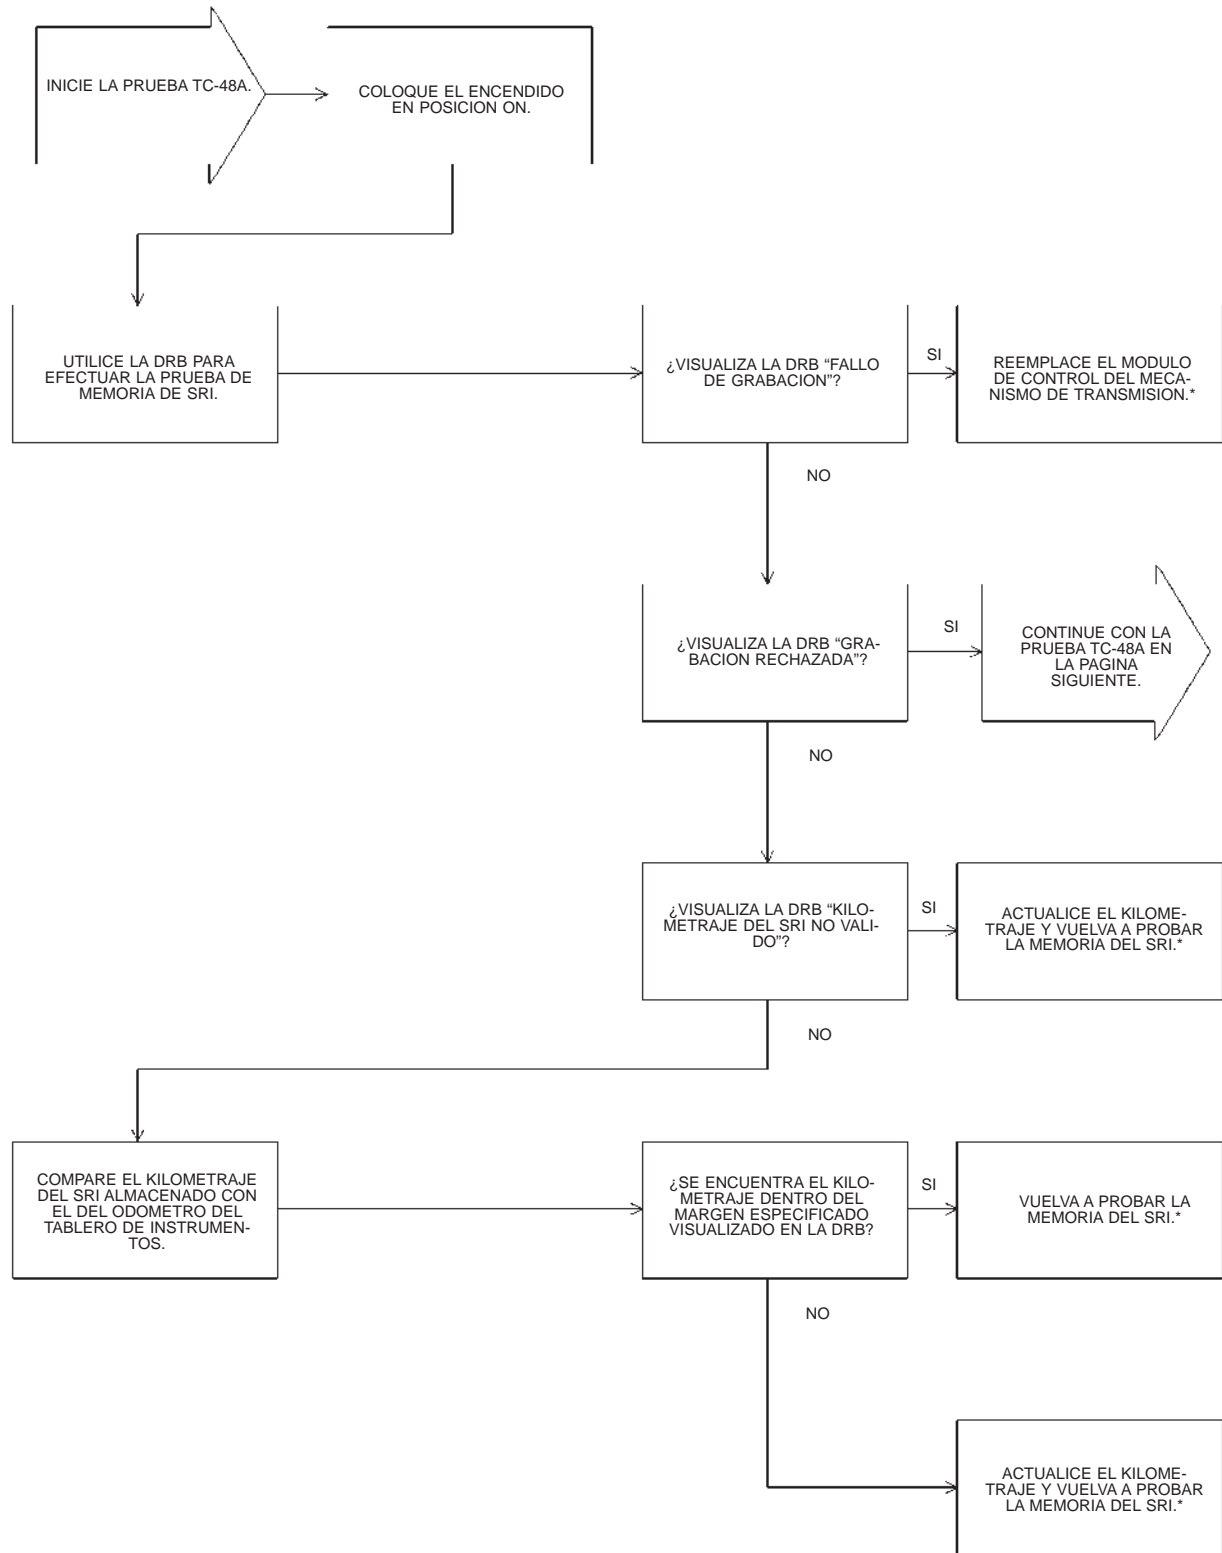 INICIE LA PRUEBA TC-48A.
COLOQUE EL ENCENDIDO
EN POSICION ON.
UTILICE LA DRB PARA
EFECTUAR LA PRUEBA DE
MEMORIA DE SRI.
¿VISUALIZA LA DRB “FALLO
DE GRABACION”?
SI
REEMPLACE EL MODULO
DE CONTROL DEL MECA-
NISMO DE TRANSMISION.*
NO
¿VISUALIZA LA DRB “GRA-
BACION RECHAZADA”?
SI
CONTINUE CON LA
PRUEBA TC-48A EN
LA PAGINA
SIGUIENTE.
NO
¿VISUALIZA LA DRB “KILO-
METRAJE DEL SRI NO VALI-
DO”?
SI
ACTUALICE EL KILOME-
TRAJE Y VUELVA A PROBAR
LA MEMORIA DEL SRI.*
NO
COMPARE EL KILOMETRAJE
DEL SRI ALMACENADO CON
EL DEL ODOMETRO DEL
TABLERO DE INSTRUMEN-
TOS.
¿SE ENCUENTRA EL KILO-
METRAJE DENTRO DEL
MARGEN ESPECIFICADO
VISUALIZADO EN LA DRB?
SI
VUELVA A PROBAR LA
MEMORIA DEL SRI.*
NO
ACTUALICE EL KILOME-
TRAJE Y VUELVA A PROBAR
LA MEMORIA DEL SRI.*